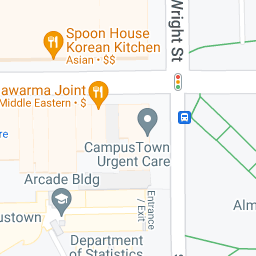 Spoon House
Korean Kitchen
Asian • $$
Wright St
awarma Joint
Middle Eastern • $
re
CampusTown
Urgent Care
Arcade Bldg
Alm
ustown
Entrance
/ Exit
Department
of Statistics